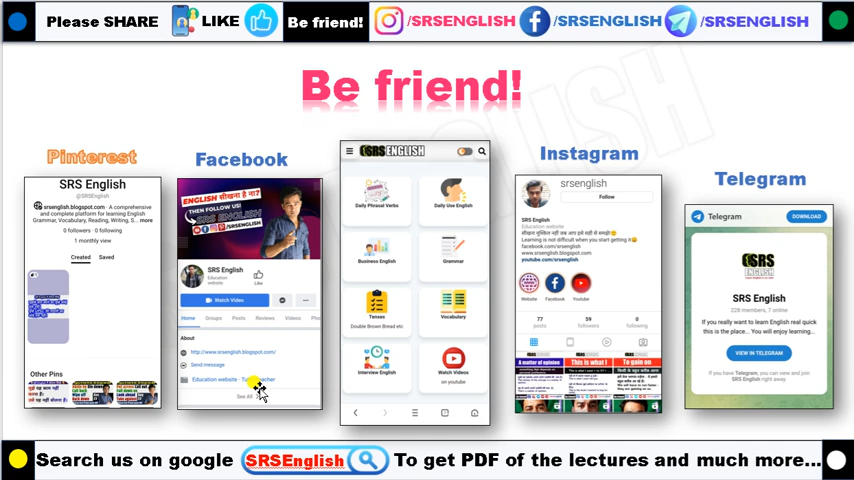 Please SHARE LIKE Be friend! /SRSENGLISH /SRSENGLISH /SRSENGLISH
Be friend!
Pinterest
SRS English
@SRSEnglish
srsenglish.blogspot.com · A comprehensive
and complete platform for learning English
Grammar, Vocabulary, Reading, Writing, S... more
0 followers · 0 following
1 monthly view
Created Saved
Other Pins
Facebook
ENGLISH सीखना है ना?
THEN FOLLOW US!
SRS ENGLISH
SRS English
Education
website
Like
Watch Video
Home Groups Posts Reviews Videos
About
http://www.srsenglish.blogspot.com/
Send message
Education website
See All
SRS ENGLISH
Daily Phrasal Verbs Daily Use English
Business English Grammar
Tenses Vocabulary
Double Brown Bread etc
Interview English Watch Videos
on youtube
Instagram
srsenglish
Follow
SRS English
Education website
Learning is not difficult when you start getting it
facebook.com/srsenglish
www.srsenglish.blogspot.com
youtube.com/srsenglish
Website Facebook Youtube
77 59 0
posts followers following
A matter of opinion This is what I To gain on
Telegram
Telegram DOWNLOAD
SRS ENGLISH
SRS English
228 members, 7 online
If you really want to learn English real quick
this is the place... You will enjoy learning...
VIEW IN TELEGRAM
If you have Telegram, you can view and join
SRS English right away.
Search us on google SRSEnglish To get PDF of the lectures and much more...